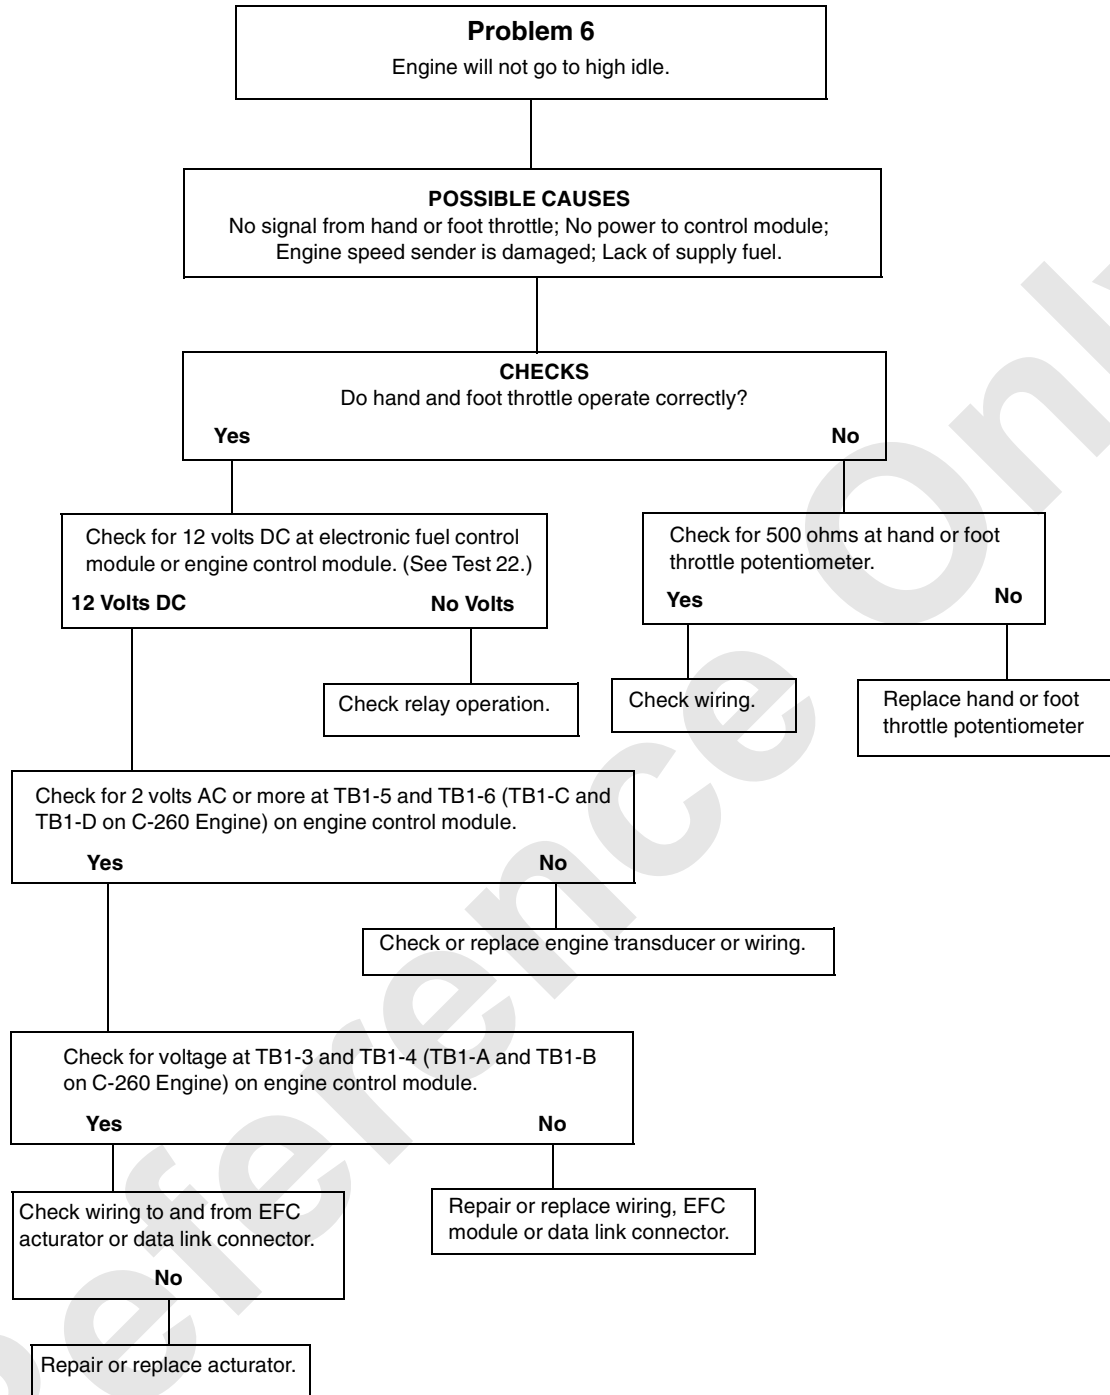 Problem 6
Engine will not go to high idle.
POSSIBLE CAUSES
No signal from hand or foot throttle; No power to control module;
Engine speed sender is damaged; Lack of supply fuel.
CHECKS
Do hand and foot throttle operate correctly?
Yes
No
Check for 12 volts DC at electronic fuel control
module or engine control module. (See Test 22.)
12 Volts DC
No Volts
Check for 500 ohms at hand or foot
throttle potentiometer.
Yes
No
Check relay operation.
Check wiring.
Replace hand or foot
throttle potentiometer
Check for 2 volts AC or more at TB1-5 and TB1-6 (TB1-C and
TB1-D on C-260 Engine) on engine control module.
Yes
No
Check or replace engine transducer or wiring.
Check for voltage at TB1-3 and TB1-4 (TB1-A and TB1-B
on C-260 Engine) on engine control module.
Yes
No
Check wiring to and from EFC
acturator or data link connector.
No
Repair or replace wiring, EFC
module or data link connector.
Repair or replace acturator.
Reference Only